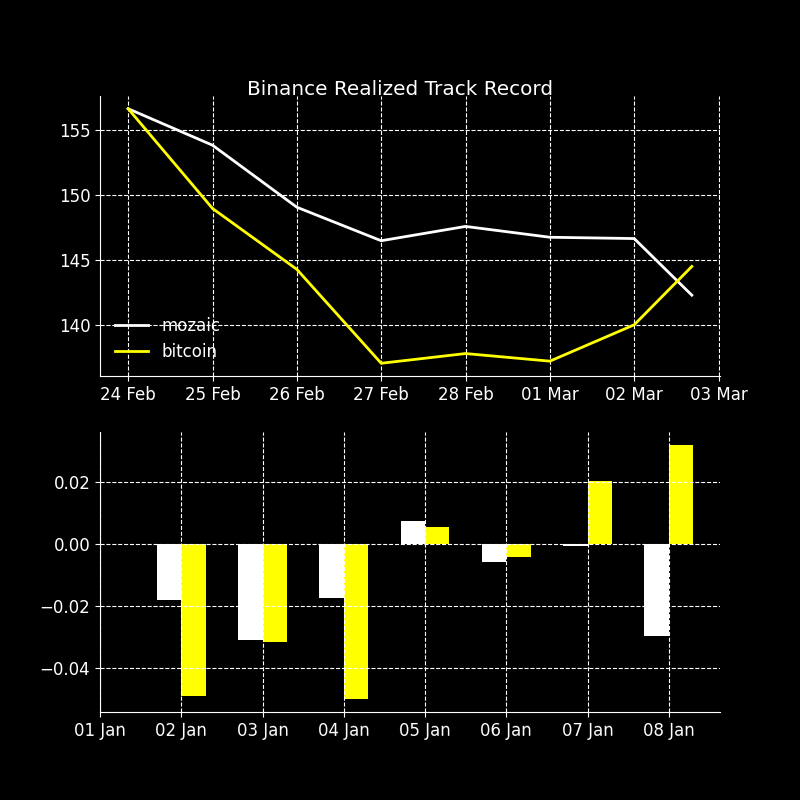 Binance Realized Track Record
155
150
145
140
mozaic
bitcoin
24 Feb 25 Feb 26 Feb 27 Feb 28 Feb 01 Mar 02 Mar 03 Mar
0.02
0.00
−0.02
−0.04
01 Jan 02 Jan 03 Jan 04 Jan 05 Jan 06 Jan 07 Jan 08 Jan